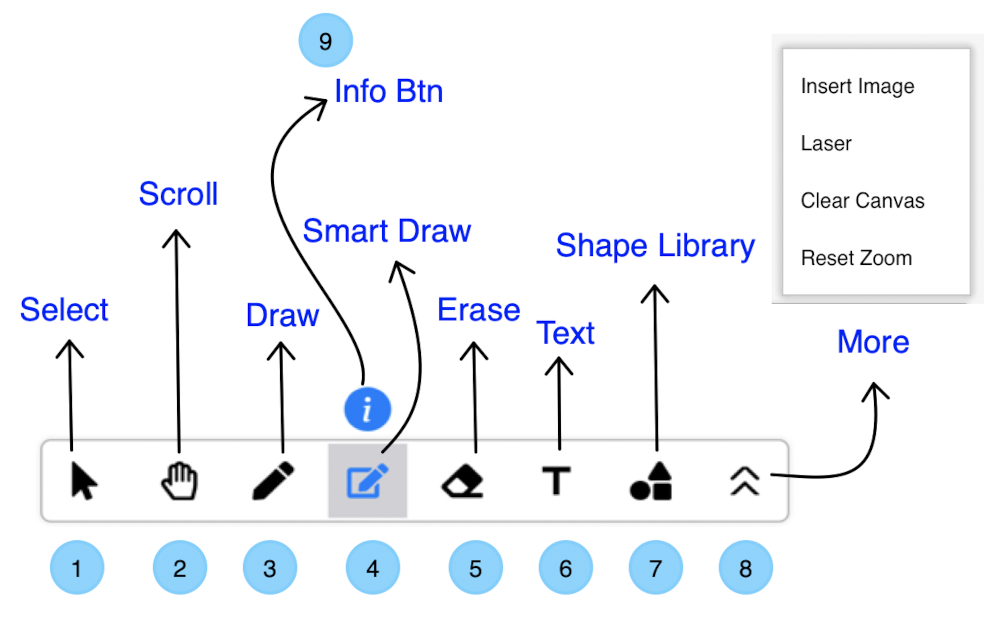 9
Info Btn
Insert Image
Laser
Clear Canvas
Reset Zoom
Scroll
Smart Draw
Shape Library
Select
Draw
Erase
Text
More
i
T
1
2
3
4
5
6
7
8